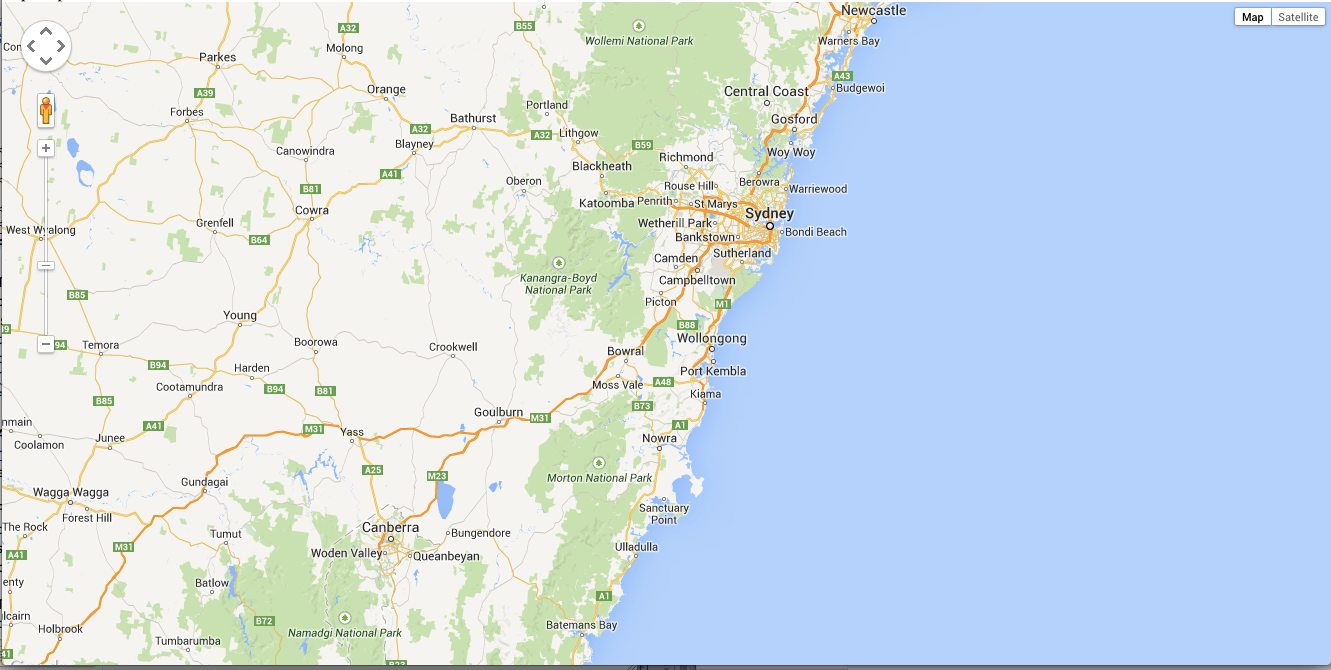 Newcastle
Map
Satellite
B55
A32
Wollemi National Park
Warners Bay
Molong
Parkes
A43
Budgewoi
A39
Orange
Central Coast
Portland
Forbes
Bathurst
Gosford
A32
A32
Lithgow
Blayney
B59
Canowindra
Woy Woy
Richmond
Blackheath
A41
Oberon
Rouse Hill
Berowra
B81
Warriewood
Katoomba
Penrith
St Marys
Cowra
Sydney
Grenfell
Wetherill Park
West Wyalong
Bondi Beach
B64
Bankstown
Sutherland
Camden
Kanangra-Boyd
National Park
Campbelltown
B85
Picton
M1
Young
B88
Wollongong
Boorowa
94
Temora
Crookwell
Bowral
B94
Harden
Port Kembla
Cootamundra
B94
B81
Moss Vale
A48
Kiama
B85
B73
Goulburn
M31
nmain
A41
M31
Yass
A1
Junee
Coolamon
Nowra
A25
M23
Morton National Park
Gundagai
Wagga Wagga
Sanctuary
Point
Forest Hill
The Rock
Canberra
Tumut
Bungendore
M31
Woden Valley
Queanbeyan
Ulladulla
A41
enty
Batlow
A1
lcairn
B72
Holbrook
Namadgi National Park
Batemans Bay
Tumbarumba
41
B23